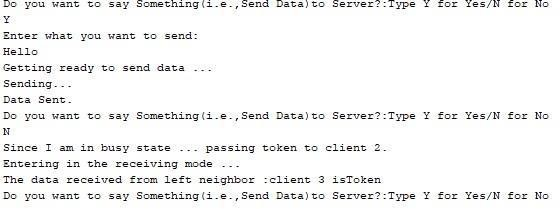 Do you want to say Something(i.e.,Send Data)to Server?:Type Y for Yes/N for No
Y
Enter what you want to send:
Hello
Getting ready to send data ...
Sending...
Data Sent.
Do you want to say Something(i.e.,Send Data)to Server?:Type Y for Yes/N for No
N
Since I am in busy state ... passing token to client 2.
Entering in the receiving mode ...
The data received from left neighbor :client 3 isToken
Do you want to say Something(i.e.,Send Data)to Server?:Type Y for Yes/N for No